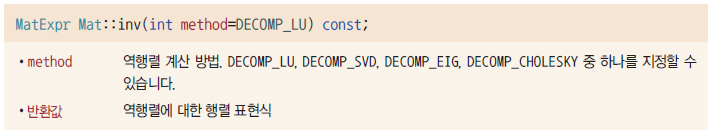 MatExpr Mat::inv(int method=DECOMP_LU) const;
• method 역행렬 계산 방법. DECOMP_LU, DECOMP_SVD, DECOMP_EIG, DECOMP_CHOLESKY 중 하나를 지정할 수
있습니다.
• 반환값 역행렬에 대한 행렬 표현식